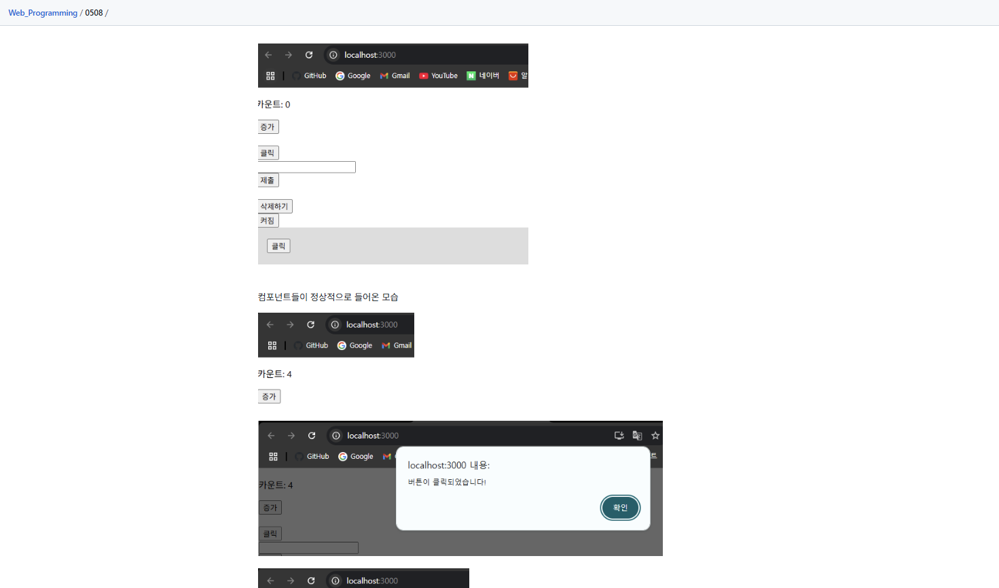 Web_Programming / 0508 /
localhost:3000
GitHub Google Gmail YouTube 네이버 알
카운트: 0
증가
클릭
제출
삭제하기
켜짐
클릭
컴포넌트들이 정상적으로 들어온 모습
localhost:3000
GitHub Google Gmail
카운트: 4
증가
localhost:3000
GitHub Google
트
localhost:3000 내용:
버튼이 클릭되었습니다!
확인
카운트: 4
증가
클릭
localhost:3000